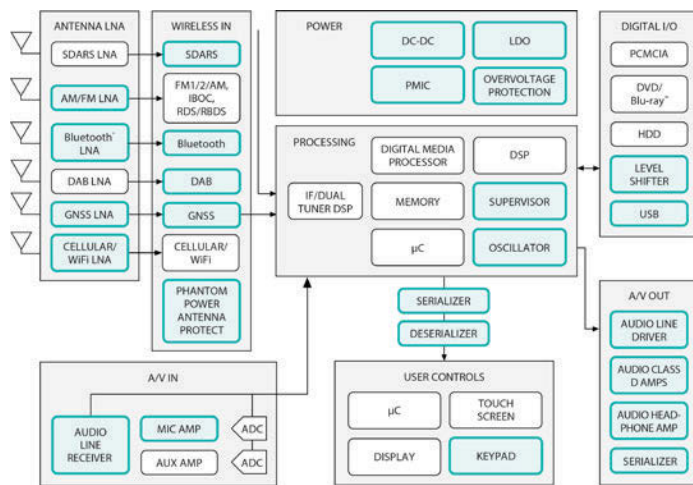 ANTENNA LNA
SDARS LNA
AM/FM LNA
Bluetooth®
LNA
DAB LNA
GNSS LNA
CELLULAR/
WiFi LNA
WIRELESS IN
SDARS
FM1/2/AM,
IBOC,
RDS/RBDS
Bluetooth
DAB
GNSS
CELLULAR/
WiFi
PHANTOM
POWER
ANTENNA
PROTECT
POWER
DC-DC
LDO
PMIC
OVERVOLTAGE
PROTECTION
PROCESSING
IF/DUAL
TUNER DSP
DIGITAL MEDIA
PROCESSOR
DSP
MEMORY
SUPERVISOR
μC
OSCILLATOR
DIGITAL I/O
PCMCIA
DVD/
Blu-ray™
HDD
LEVEL
SHIFTER
USB
SERIALIZER
DESERIALIZER
A/V IN
AUDIO
LINE
RECEIVER
MIC AMP
ADC
AUX AMP
ADC
USER CONTROLS
μC
TOUCH
SCREEN
DISPLAY
KEYPAD
A/V OUT
AUDIO LINE
DRIVER
AUDIO CLASS
D AMPS
AUDIO HEAD-
PHONE AMP
SERIALIZER